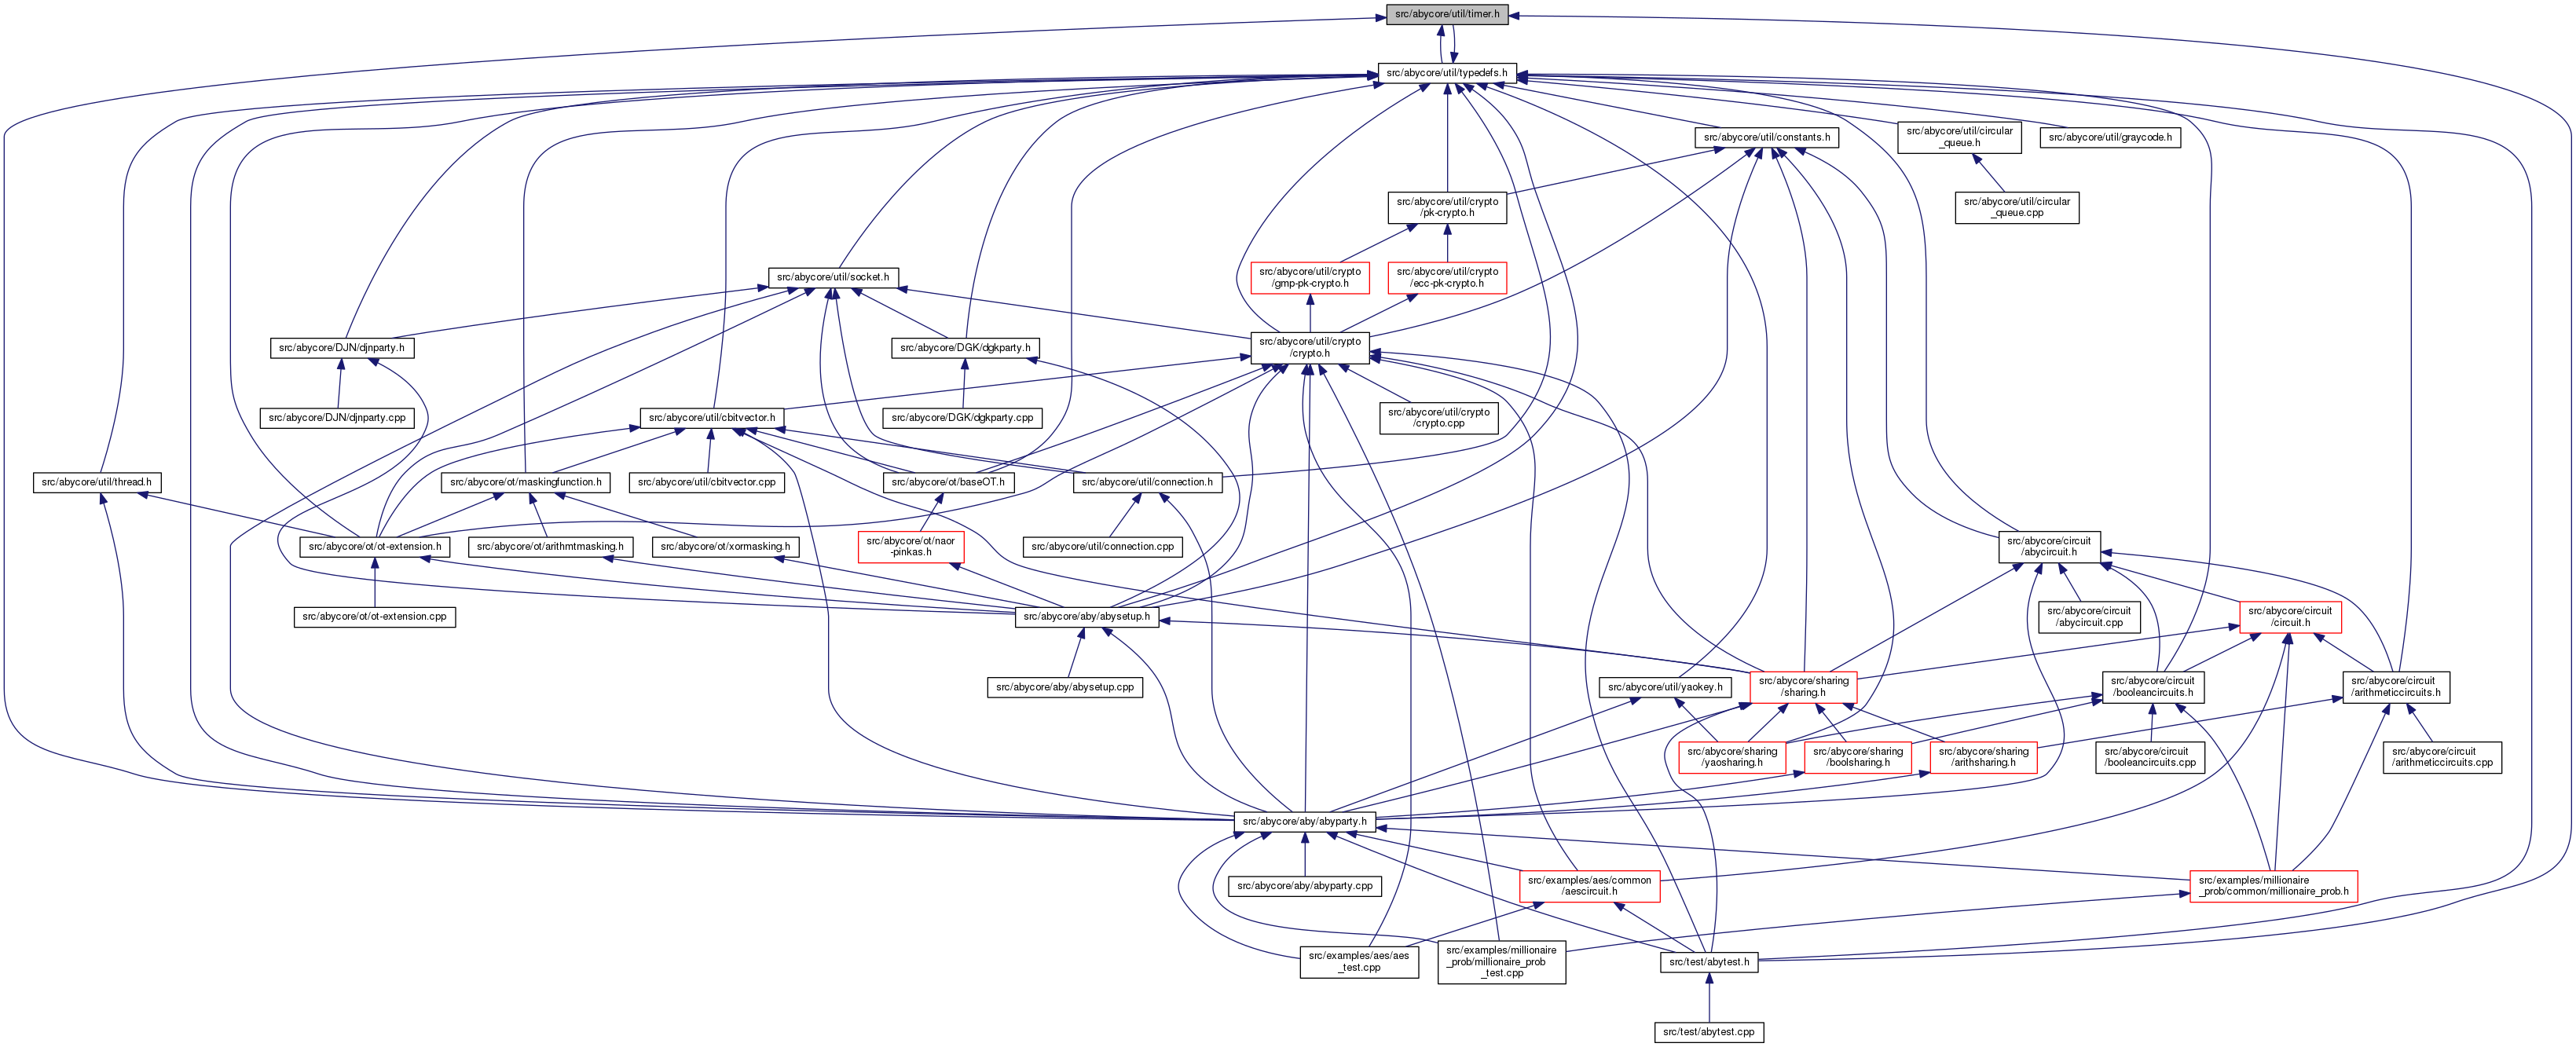 src/abycore/util/timer.h
src/abycore/util/typedefs.h
src/abycore/util/constants.h
src/abycore/util/circular
_queue.h
src/abycore/util/graycode.h
src/abycore/util/crypto
/pk-crypto.h
src/abycore/util/circular
_queue.cpp
src/abycore/util/socket.h
src/abycore/util/crypto
/gmp-pk-crypto.h
src/abycore/util/crypto
/ecc-pk-crypto.h
src/abycore/DJN/djnparty.h
src/abycore/DGK/dgkparty.h
src/abycore/util/crypto
/crypto.h
src/abycore/DJN/djnparty.cpp
src/abycore/util/cbitvector.h
src/abycore/DGK/dgkparty.cpp
src/abycore/util/crypto
/crypto.cpp
src/abycore/util/thread.h
src/abycore/ot/maskingfunction.h
src/abycore/util/cbitvector.cpp
src/abycore/ot/baseOT.h
src/abycore/util/connection.h
src/abycore/ot/ot-extension.h
src/abycore/ot/arithmtmasking.h
src/abycore/ot/xormasking.h
src/abycore/ot/naor
-pinkas.h
src/abycore/util/connection.cpp
src/abycore/circuit
/abycircuit.h
src/abycore/ot/ot-extension.cpp
src/abycore/aby/abysetup.h
src/abycore/circuit
/abycircuit.cpp
src/abycore/circuit
/circuit.h
src/abycore/aby/abysetup.cpp
src/abycore/util/yaokey.h
src/abycore/sharing
/sharing.h
src/abycore/circuit
/booleancircuits.h
src/abycore/circuit
/arithmeticcircuits.h
src/abycore/sharing
/yaosharing.h
src/abycore/sharing
/boolsharing.h
src/abycore/sharing
/arithsharing.h
src/abycore/circuit
/booleancircuits.cpp
src/abycore/circuit
/arithmeticcircuits.cpp
src/abycore/aby/abyparty.h
src/abycore/aby/abyparty.cpp
src/examples/aes/common
/aescircuit.h
src/examples/millionaire
_prob/common/millionaire_prob.h
src/examples/aes/aes
_test.cpp
src/examples/millionaire
_prob/millionaire_prob
_test.cpp
src/test/abytest.h
src/test/abytest.cpp